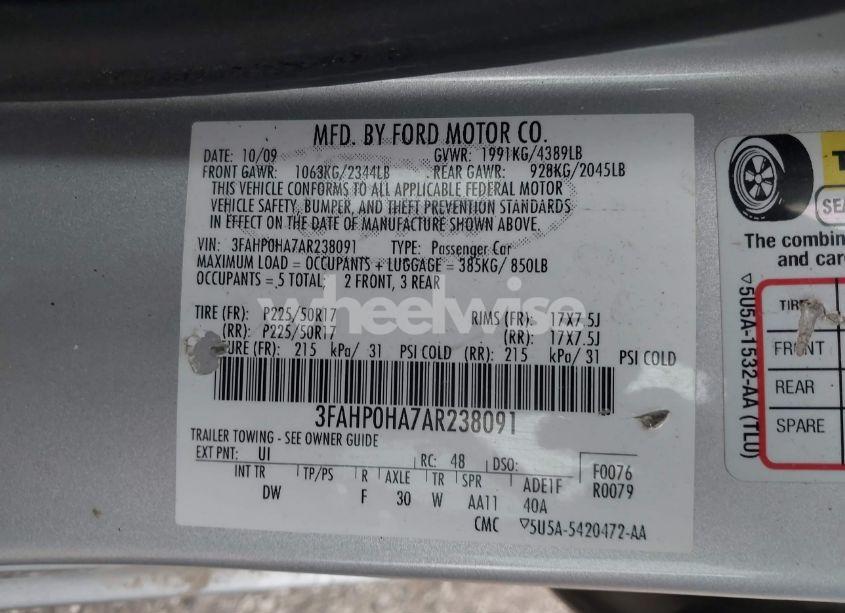 MFD. BY FORD MOTOR CO.
DATE: 10/09 GVWR: 1991KG/4389LB
FRONT GAWR: 1063KG/2344LB REAR GAWR: 928KG/2045LB
THIS VEHICLE CONFORMS TO ALL APPLICABLE FEDERAL MOTOR
VEHICLE SAFETY, BUMPER, AND THEFT PREVENTION STANDARDS
IN EFFECT ON THE DATE OF MANUFACTURE SHOWN ABOVE.
VIN: 3FAHP0HA7AR238091 TYPE: Passenger Car
MAXIMUM LOAD = OCCUPANTS + LUGGAGE = 385KG/ 850LB
OCCUPANTS = 5 TOTAL: 2 FRONT, 3 REAR
wheelwise
TIRE (FR): P225/50R17 RIMS (FR): 17X7.5J
(RR): P225/50R17 (RR): 17X7.5J
URE (FR): 215 kPa/ 31 PSI COLD (RR): 215 kPa/ 31 PSI COLD
3FAHP0HA7AR238091
TRAILER TOWING - SEE OWNER GUIDE
EXT PNT: UI RC: 48 DSO:
INT TR TP/PS R AXLE TR SPR ADE1F F0076
DW F 30 W AA11 40A R0079
CMC ▽5U5A-5420472-AA
SEA
The combin
and carg
▽5U5A-1532-AA (TLU)
TIRE
FRONT
REAR
SPARE